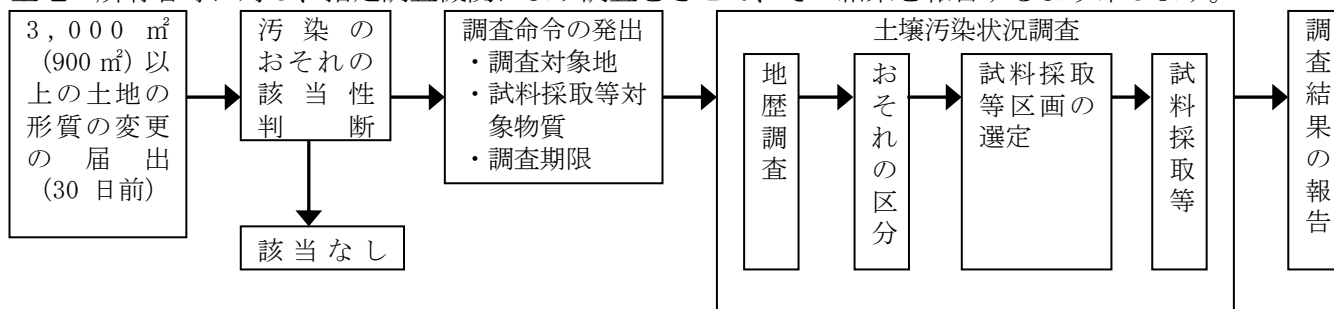 3,000 ㎡
(900 ㎡) 以
上の土地の
形質の変更
の届出
(30 日前)
汚染の
おそれの
該当性
判断
該当なし
調査命令の発出
・調査対象地
・試料採取等対
象物質
・調査期限
土壌汚染状況調査
地歴調査
おそれの区分
試料採取
等区画の
選定
試料採取等
調査結果の報告